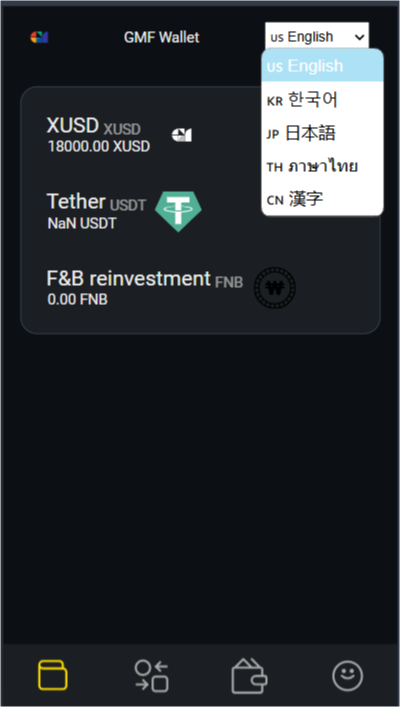 GMF Wallet
us English
us English
KR 한국어
JP 日本語
TH ภาษาไทย
CN 漢字
XUSD XUSD
18000.00 XUSD
Tether USDT
NaN USDT
F&B reinvestment FNB
0.00 FNB